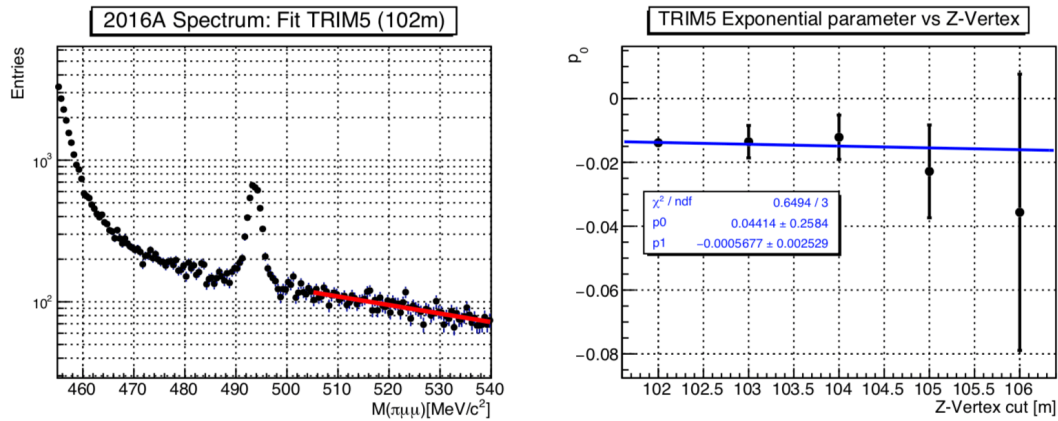 2016A Spectrum: Fit TRIM5 (102m)
Entries
10³
10²
460 470 480 490 500 510 520 530 540
M(πμμ)[MeV/c²]
TRIM5 Exponential parameter vs Z-Vertex
p₀
0
−0.02
−0.04
−0.06
−0.08
χ² / ndf 0.6494 / 3
p0 0.04414 ± 0.2584
p1 −0.0005677 ± 0.002529
102 102.5 103 103.5 104 104.5 105 105.5 106
Z-Vertex cut [m]